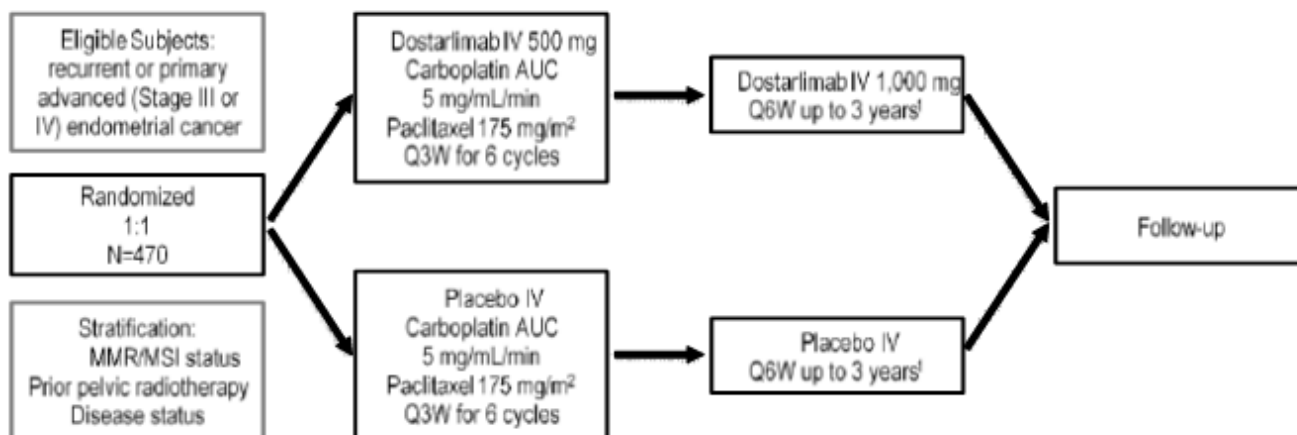 Eligible Subjects:
recurrent or primary
advanced (Stage III or
IV) endometrial cancer
Randomized
1:1
N=470
Stratification:
MMR/MSI status
Prior pelvic radiotherapy
Disease status
Dostarlimab IV 500 mg
Carboplatin AUC
5 mg/mL/min
Paclitaxel 175 mg/m²
Q3W for 6 cycles
Placebo IV
Carboplatin AUC
5 mg/mL/min
Paclitaxel 175 mg/m²
Q3W for 6 cycles
Dostarlimab IV 1,000 mg
Q6W up to 3 years
Placebo IV
Q6W up to 3 years
Follow-up